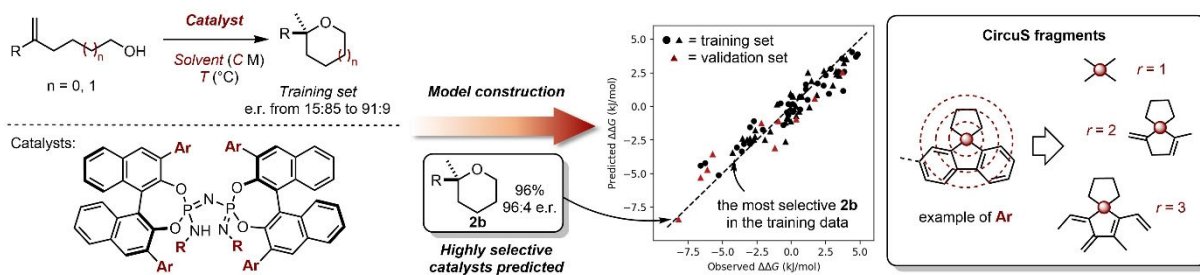 R
n
OH
n = 0, 1
Catalyst
Solvent (C M)
T (°C)
R
O
n
Training set
e.r. from 15:85 to 91:9
Catalysts:
Ar
Ar
O
O
P
N
P
O
O
NH
N
R
R
Ar
Ar
Model construction
R
O
2b
96%
96:4 e.r.
Highly selective
catalysts predicted
= training set
= validation set
the most selective 2b
in the training data
Predicted ΔΔG (kJ/mol)
5.0
2.5
0.0
−2.5
−5.0
−7.5
−7.5
−5.0
−2.5
0.0
2.5
5.0
Observed ΔΔG (kJ/mol)
CircuS fragments
r = 1
r = 2
r = 3
example of Ar